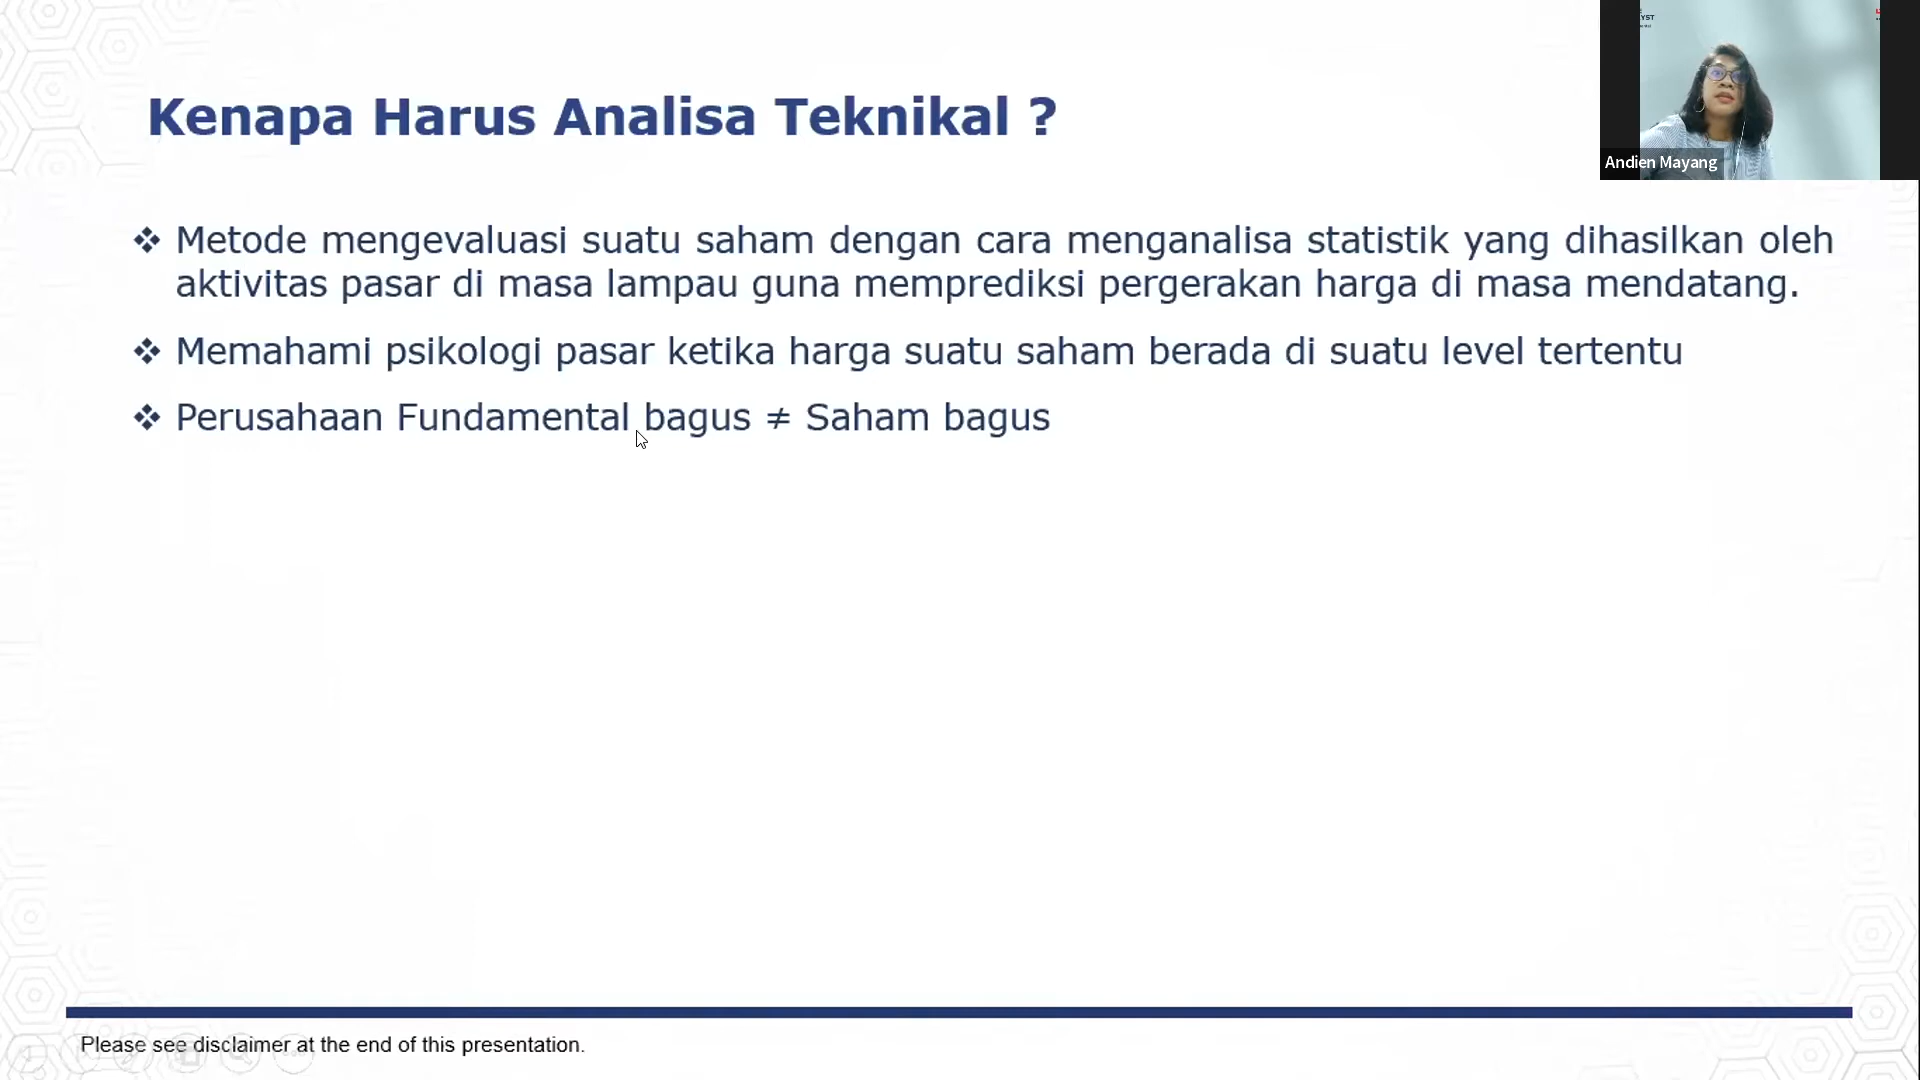 Kenapa Harus Analisa Teknikal ?
YST
Andien Mayang
❖ Metode mengevaluasi suatu saham dengan cara menganalisa statistik yang dihasilkan oleh
aktivitas pasar di masa lampau guna memprediksi pergerakan harga di masa mendatang.
❖ Memahami psikologi pasar ketika harga suatu saham berada di suatu level tertentu
❖ Perusahaan Fundamental bagus ≠ Saham bagus
Please see disclaimer at the end of this presentation.